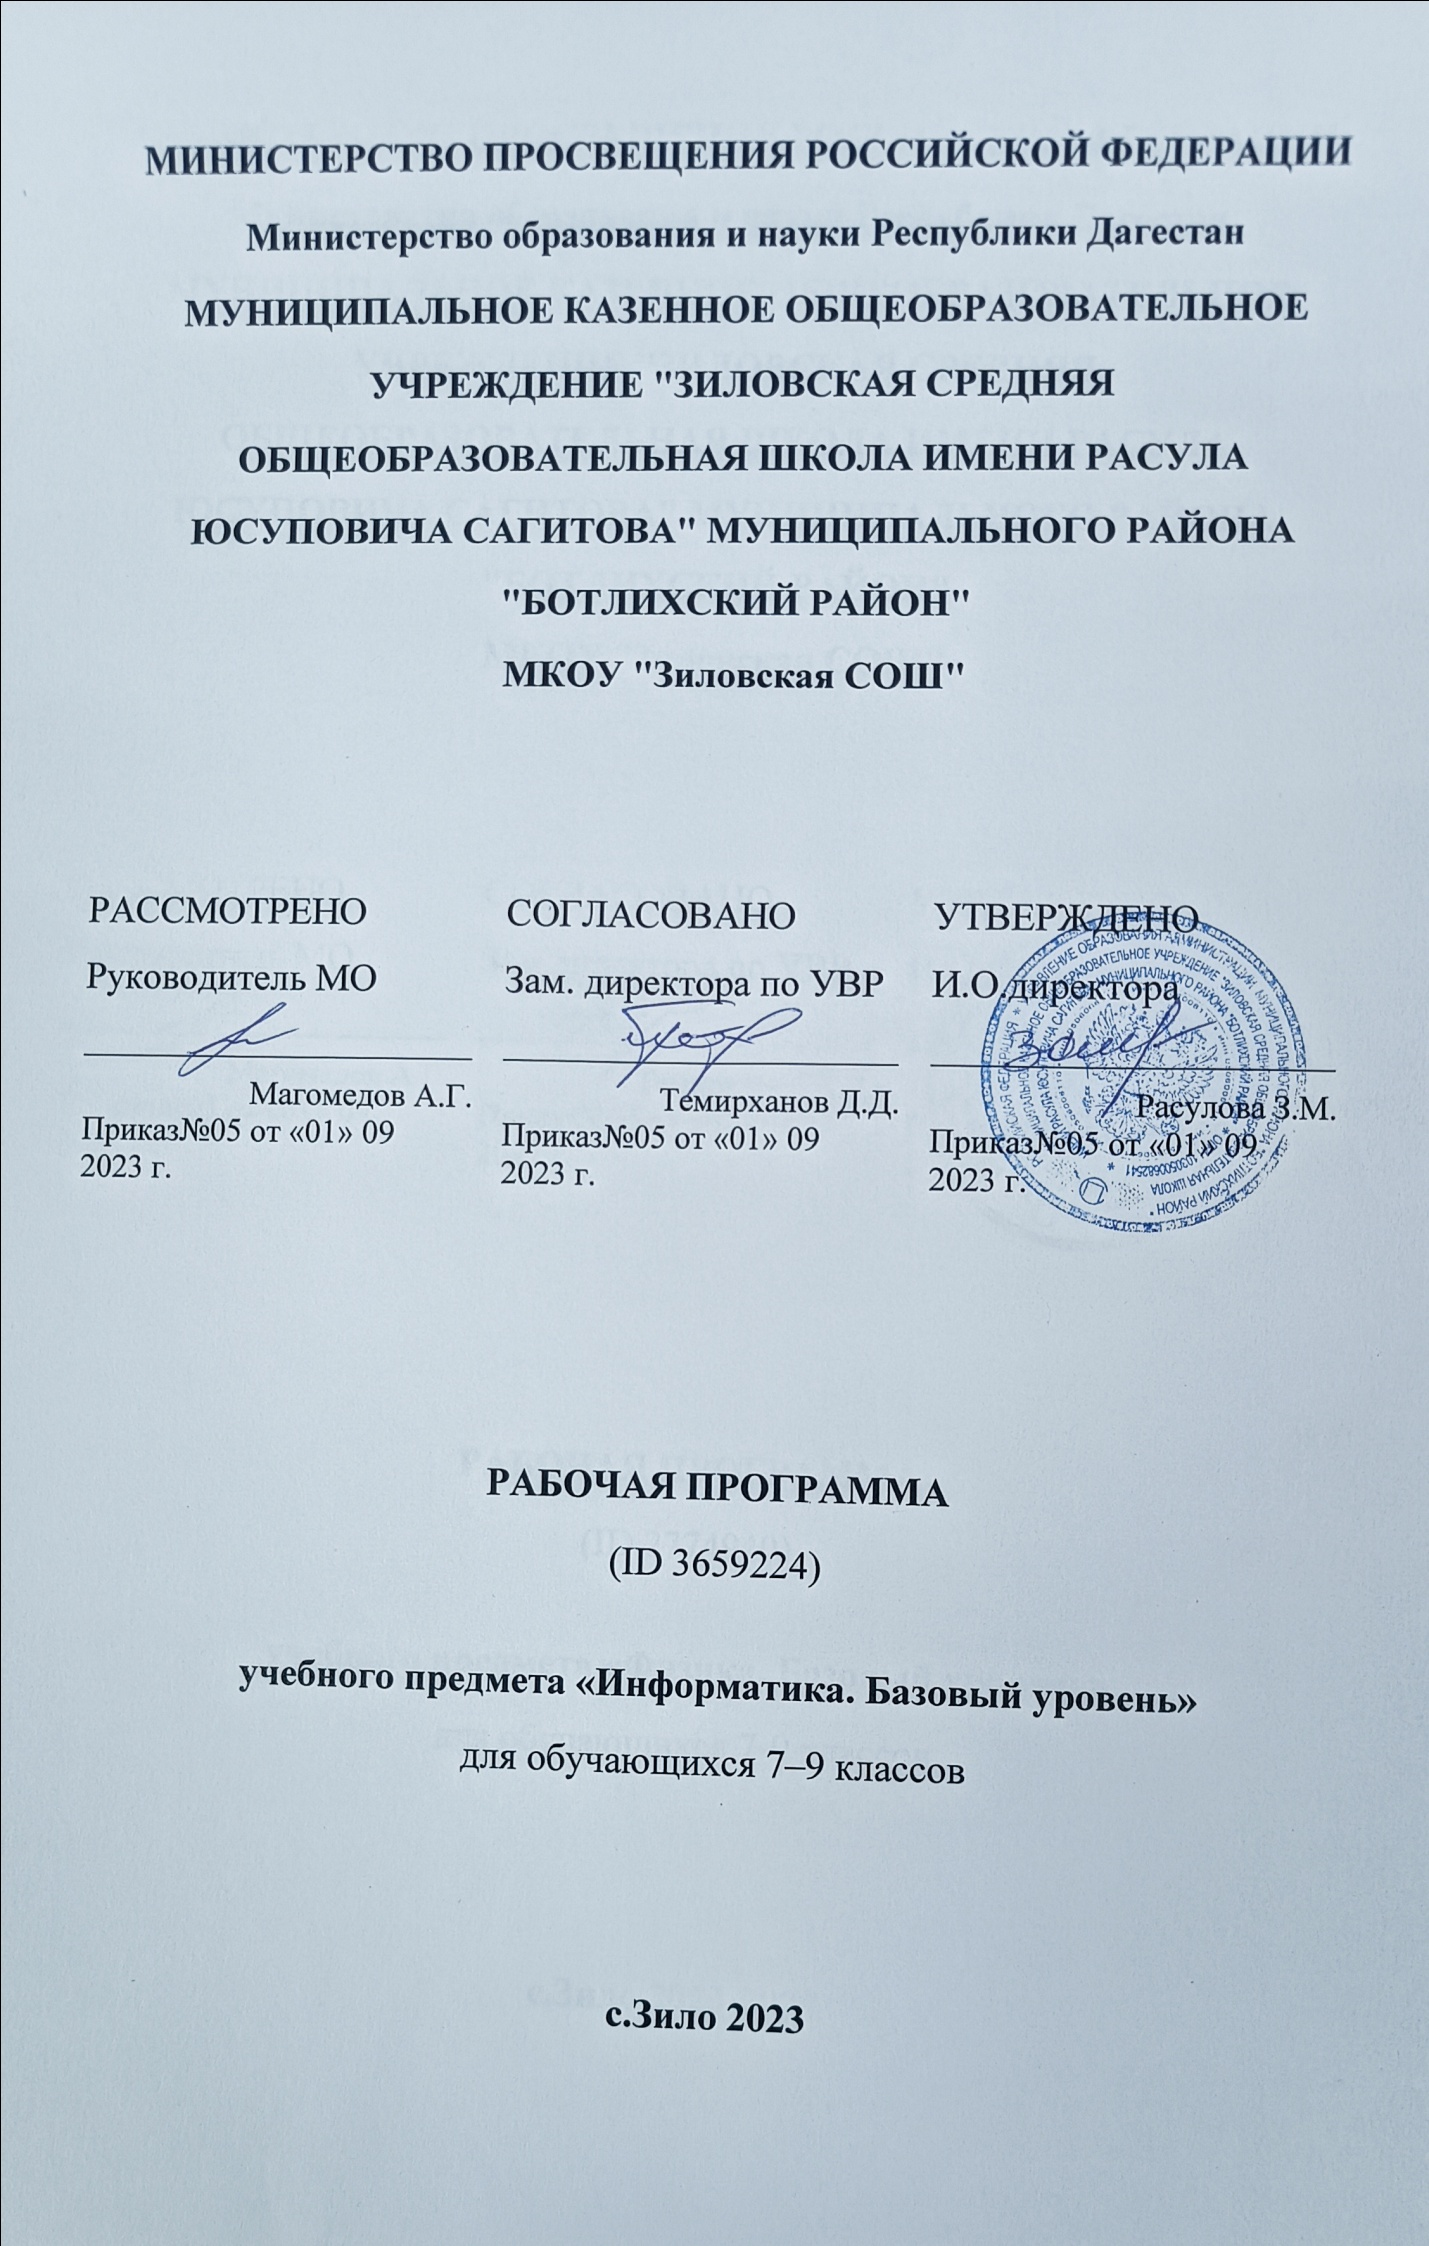 МИНИСТЕРСТВО ПРОСВЕЩЕНИЯ РОССИЙСКОЙ ФЕДЕРАЦИИ
Министерство образования и науки Республики Дагестан
МУНИЦИПАЛЬНОЕ КАЗЕННОЕ ОБЩЕОБРАЗОВАТЕЛЬНОЕ
УЧРЕЖДЕНИЕ "ЗИЛОВСКАЯ СРЕДНЯЯ
ОБЩЕОБРАЗОВАТЕЛЬНАЯ ШКОЛА ИМЕНИ РАСУЛА
ЮСУПОВИЧА САГИТОВА" МУНИЦИПАЛЬНОГО РАЙОНА
"БОТЛИХСКИЙ РАЙОН"
МКОУ "Зиловская СОШ"
РАССМОТРЕНО
Руководитель МО
Магомедов А.Г.
Приказ№05 от «01» 09
2023 г.
СОГЛАСОВАНО
Зам. директора по УВР
Темирханов Д.Д.
Приказ№05 от «01» 09
2023 г.
УТВЕРЖДЕНО
И.О.директора
Расулова З.М.
Приказ№05 от «01» 09
2023 г.
РАБОЧАЯ ПРОГРАММА
(ID 3659224)
учебного предмета «Информатика. Базовый уровень»
для обучающихся 7–9 классов
с.Зило 2023